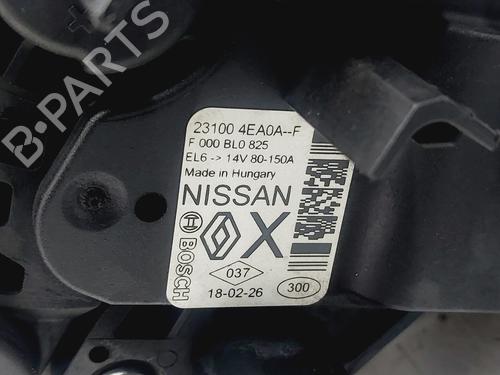 23100 4EA0A--F
F 000 BL0 825
EL6 -> 14V 80-150A
Made in Hungary
NISSAN
X
BOSCH
037
18-02-26
300
B-PARTS